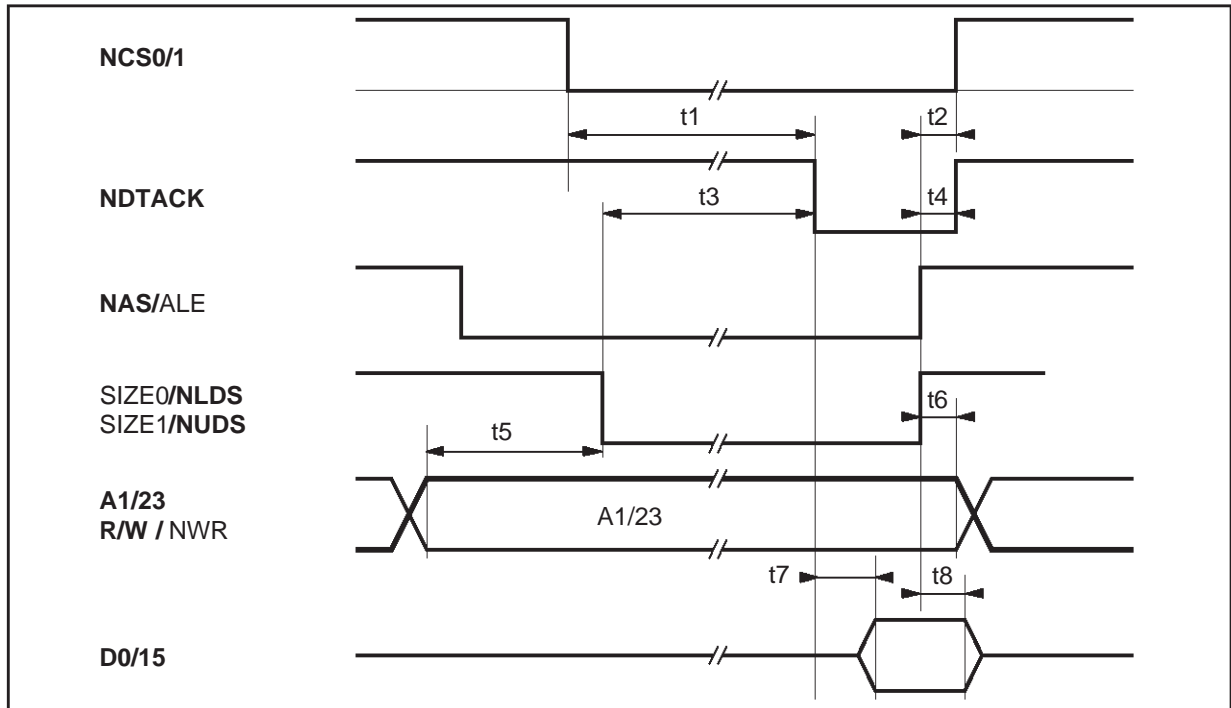 NCS0/1
t1
t2
NDTACK
t3
t4
NAS/ALE
SIZE0/NLDS
SIZE1/NUDS
t5
t6
A1/23
R/W / NWR
A1/23
t7
t8
D0/15